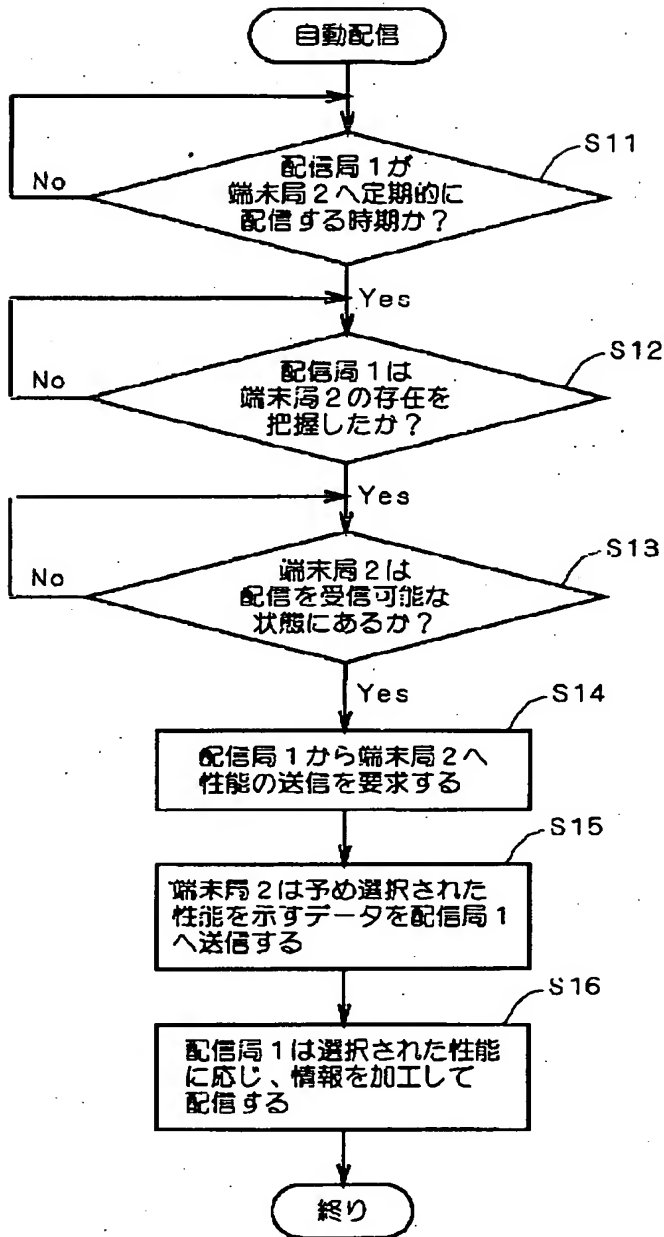 自動配信
S11
配信局1が
端末局2へ定期的に
配信する時期か?
No
Yes
S12
配信局1は
端末局2の存在を
把握したか?
No
Yes
S13
端末局2は
配信を受信可能な
状態にあるか?
No
Yes
S14
配信局1から端末局2へ
性能の送信を要求する
S15
端末局2は予め選択された
性能を示すデータを配信局1
へ送信する
S16
配信局1は選択された性能
に応じ、情報を加工して
配信する
終り